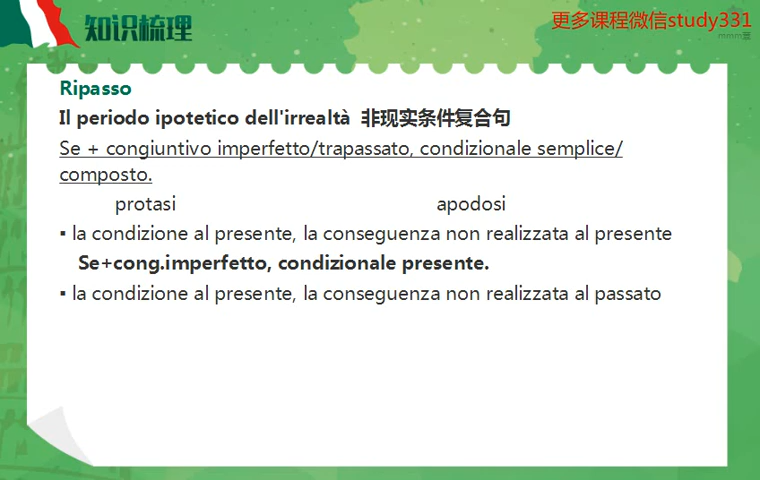 知识梳理
更多课程微信study331
Ripasso
Il periodo ipotetico dell'irrealtà 非现实条件复合句
Se + congiuntivo imperfetto/trapassato, condizionale semplice/
composto.
protasi apodosi
▪ la condizione al presente, la conseguenza non realizzata al presente
Se+cong.imperfetto, condizionale presente.
▪ la condizione al presente, la conseguenza non realizzata al passato